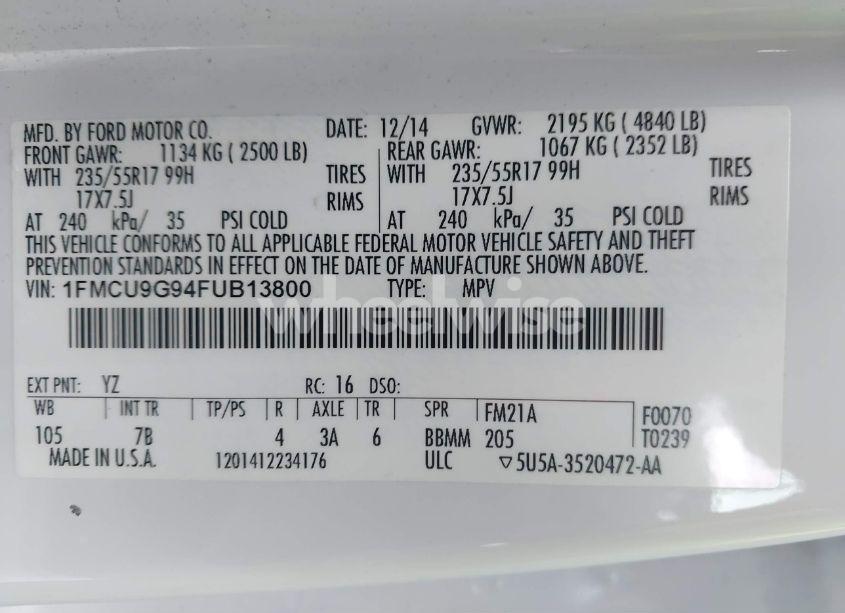 MFD. BY FORD MOTOR CO. DATE: 12/14 GVWR: 2195 KG ( 4840 LB)
FRONT GAWR: 1134 KG ( 2500 LB) REAR GAWR: 1067 KG ( 2352 LB)
WITH 235/55R17 99H TIRES WITH 235/55R17 99H TIRES
17X7.5J RIMS 17X7.5J RIMS
AT 240 kPa/ 35 PSI COLD AT 240 kPa/ 35 PSI COLD
THIS VEHICLE CONFORMS TO ALL APPLICABLE FEDERAL MOTOR VEHICLE SAFETY AND THEFT
PREVENTION STANDARDS IN EFFECT ON THE DATE OF MANUFACTURE SHOWN ABOVE.
VIN: 1FMCU9G94FUB13800 TYPE: MPV
wheelwise
EXT PNT: YZ RC: 16 DSO:
WB INT TR TP/PS R AXLE TR SPR FM21A F0070
105 7B 4 3A 6 BBMM 205 T0239
MADE IN U.S.A. 1201412234176 ULC ▽5U5A-3520472-AA